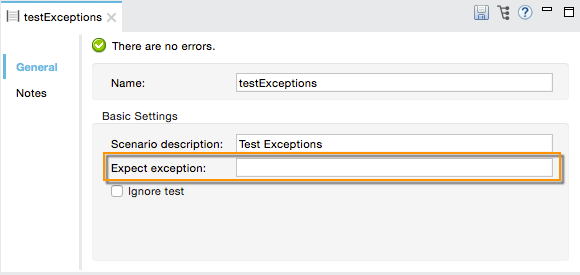 testExceptions
There are no errors.
General
Notes
Name: testExceptions
Basic Settings
Scenario description: Test Exceptions
Expect exception:
Ignore test